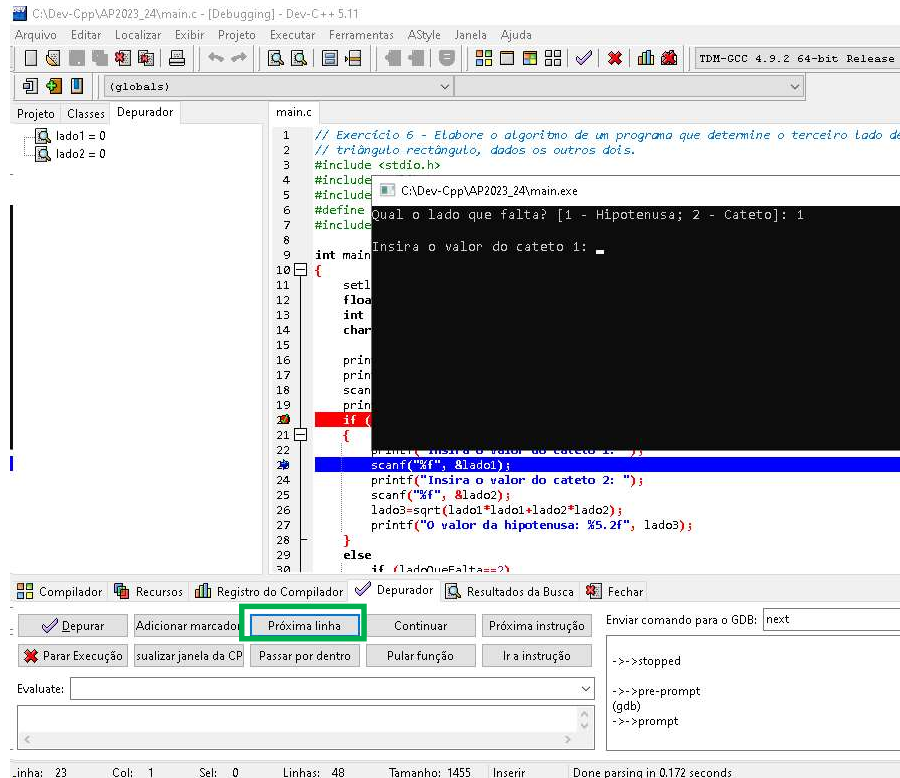 C:\Dev-Cpp\AP2023_24\main.c - [Debugging] - Dev-C++ 5.11
Arquivo Editar Localizar Exibir Projeto Executar Ferramentas AStyle Janela Ajuda
TDM-GCC 4.9.2 64-bit Release
(globals)
Projeto Classes Depurador
main.c
lado1 = 0
lado2 = 0
1 // Exercício 6 - Elabore o algoritmo de um programa que determine o terceiro lado de
2 // triângulo rectângulo, dados os outros dois.
3 #include <stdio.h>
4 #include
5 #include
6 #define
7 #include
8
9 int main
10 {
11 setl
12 floa
13 int
14 char
15
16 prin
17 prin
18 scan
19 prin
if (
21 {
22 printf("Insira o valor do cateto 1: ");
scanf("%f", &lado1);
24 printf("Insira o valor do cateto 2: ");
25 scanf("%f", &lado2);
26 lado3=sqrt(lado1*lado1+lado2*lado2);
27 printf("O valor da hipotenusa: %5.2f", lado3);
28 }
29 else
30 if (ladoQueFalta==2)
C:\Dev-Cpp\AP2023_24\main.exe
Qual o lado que falta? [1 - Hipotenusa; 2 - Cateto]: 1
Insira o valor do cateto 1:
Compilador Recursos Registro do Compilador Depurador Resultados da Busca Fechar
Depurar Adicionar marcador Próxima linha Continuar Próxima instrução
Parar Execução sualizar janela da CP Passar por dentro Pular função Ir a instrução
Evaluate:
Enviar comando para o GDB: next
->->stopped
->->pre-prompt
(gdb)
->->prompt
Linha: 23 Col: 1 Sel: 0 Linhas: 48 Tamanho: 1455 Inserir Done parsing in 0.172 seconds